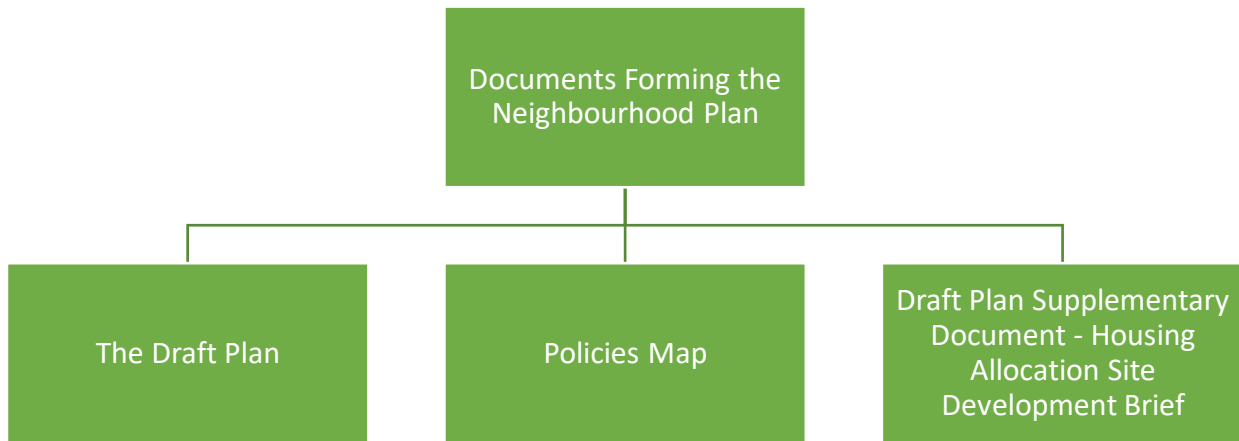 Documents Forming the
Neighbourhood Plan
The Draft Plan
Policies Map
Draft Plan Supplementary
Document - Housing
Allocation Site
Development Brief